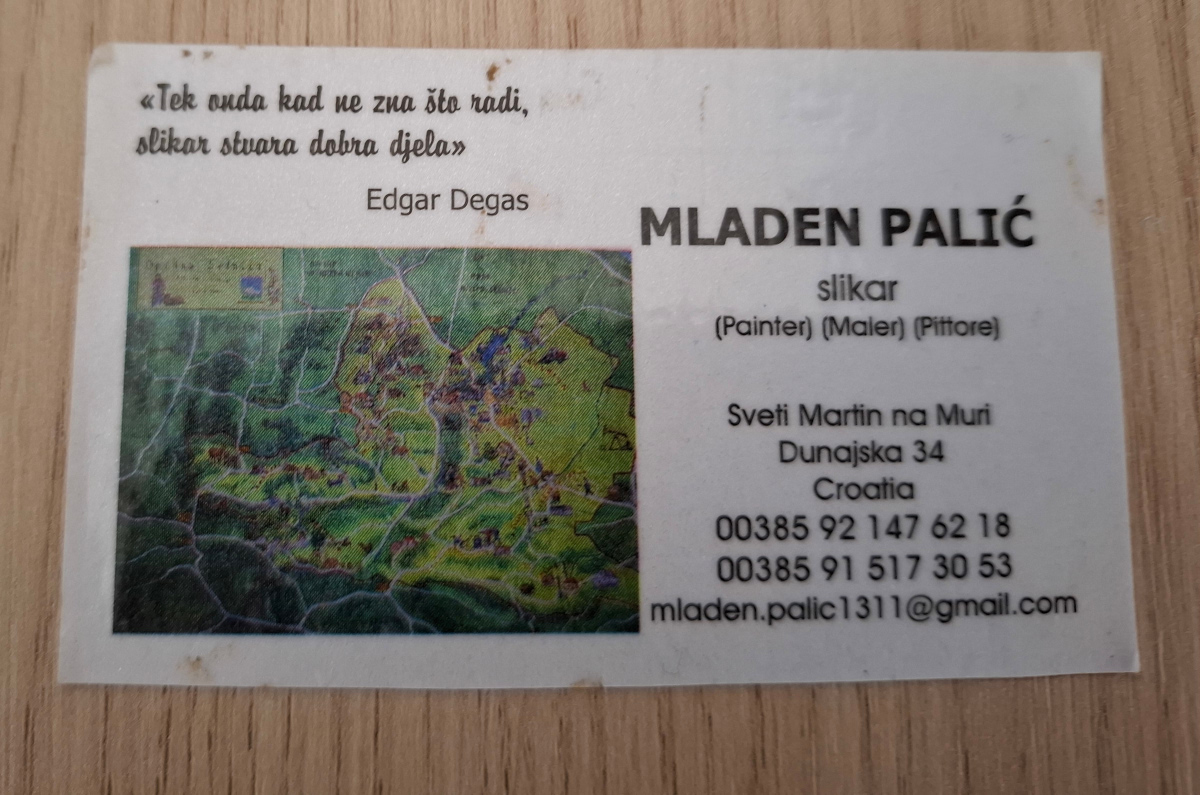 «Tek onda kad ne zna što radi,
slikar stvara dobra djela»
Edgar Degas
MLADEN PALIĆ
slikar
(Painter) (Maler) (Pittore)
Sveti Martin na Muri
Dunajska 34
Croatia
00385 92 147 62 18
00385 91 517 30 53
mladen.palic1311@gmail.com